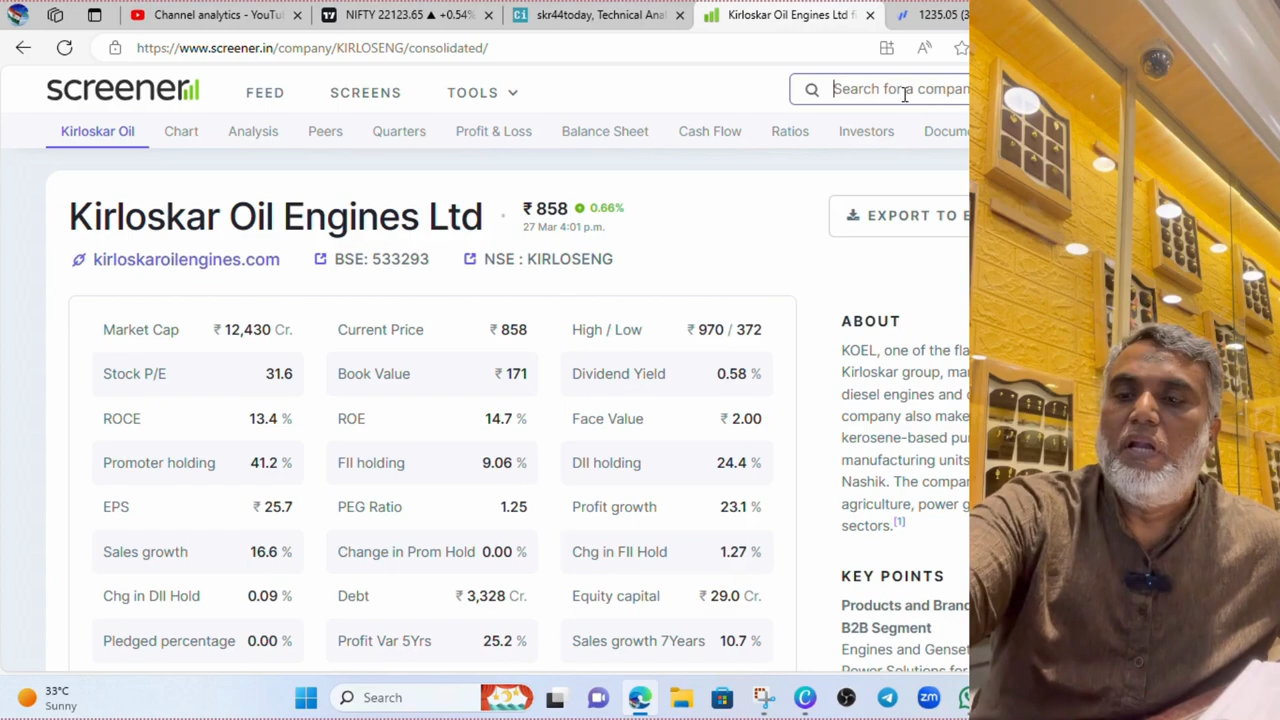 Channel analytics - YouTu
NIFTY 22123.65 ▲ +0.54%
skr44today, Technical Ana
Kirloskar Oil Engines Ltd fi
1235.05 (3
https://www.screener.in/company/KIRLOSENG/consolidated/
screener
FEED
SCREENS
TOOLS
Search for a compan
Kirloskar Oil
Chart
Analysis
Peers
Quarters
Profit & Loss
Balance Sheet
Cash Flow
Ratios
Investors
Docume
Kirloskar Oil Engines Ltd
₹ 858
0.66%
27 Mar 4:01 p.m.
EXPORT TO E
kirloskaroilengines.com
BSE: 533293
NSE : KIRLOSENG
Market Cap ₹ 12,430 Cr.
Current Price ₹ 858
High / Low ₹ 970 / 372
Stock P/E 31.6
Book Value ₹ 171
Dividend Yield 0.58 %
ROCE 13.4 %
ROE 14.7 %
Face Value ₹ 2.00
Promoter holding 41.2 %
FII holding 9.06 %
DII holding 24.4 %
EPS ₹ 25.7
PEG Ratio 1.25
Profit growth 23.1 %
Sales growth 16.6 %
Change in Prom Hold 0.00 %
Chg in FII Hold 1.27 %
Chg in DII Hold 0.09 %
Debt ₹ 3,328 Cr.
Equity capital ₹ 29.0 Cr.
Pledged percentage 0.00 %
Profit Var 5Yrs 25.2 %
Sales growth 7Years 10.7 %
ABOUT
KOEL, one of the fla
Kirloskar group, ma
diesel engines and
company also make
kerosene-based pu
manufacturing units
Nashik. The compa
agriculture, power g
sectors.[1]
KEY POINTS
Products and Brand
B2B Segment
Engines and Genset
Power Solutions for
33°C
Sunny
Search
zm